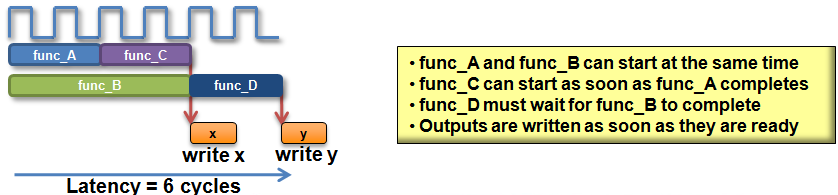 func_A func_C
func_B func_D
x y
write x write y
Latency = 6 cycles
• func_A and func_B can start at the same time
• func_C can start as soon as func_A completes
• func_D must wait for func_B to complete
• Outputs are written as soon as they are ready